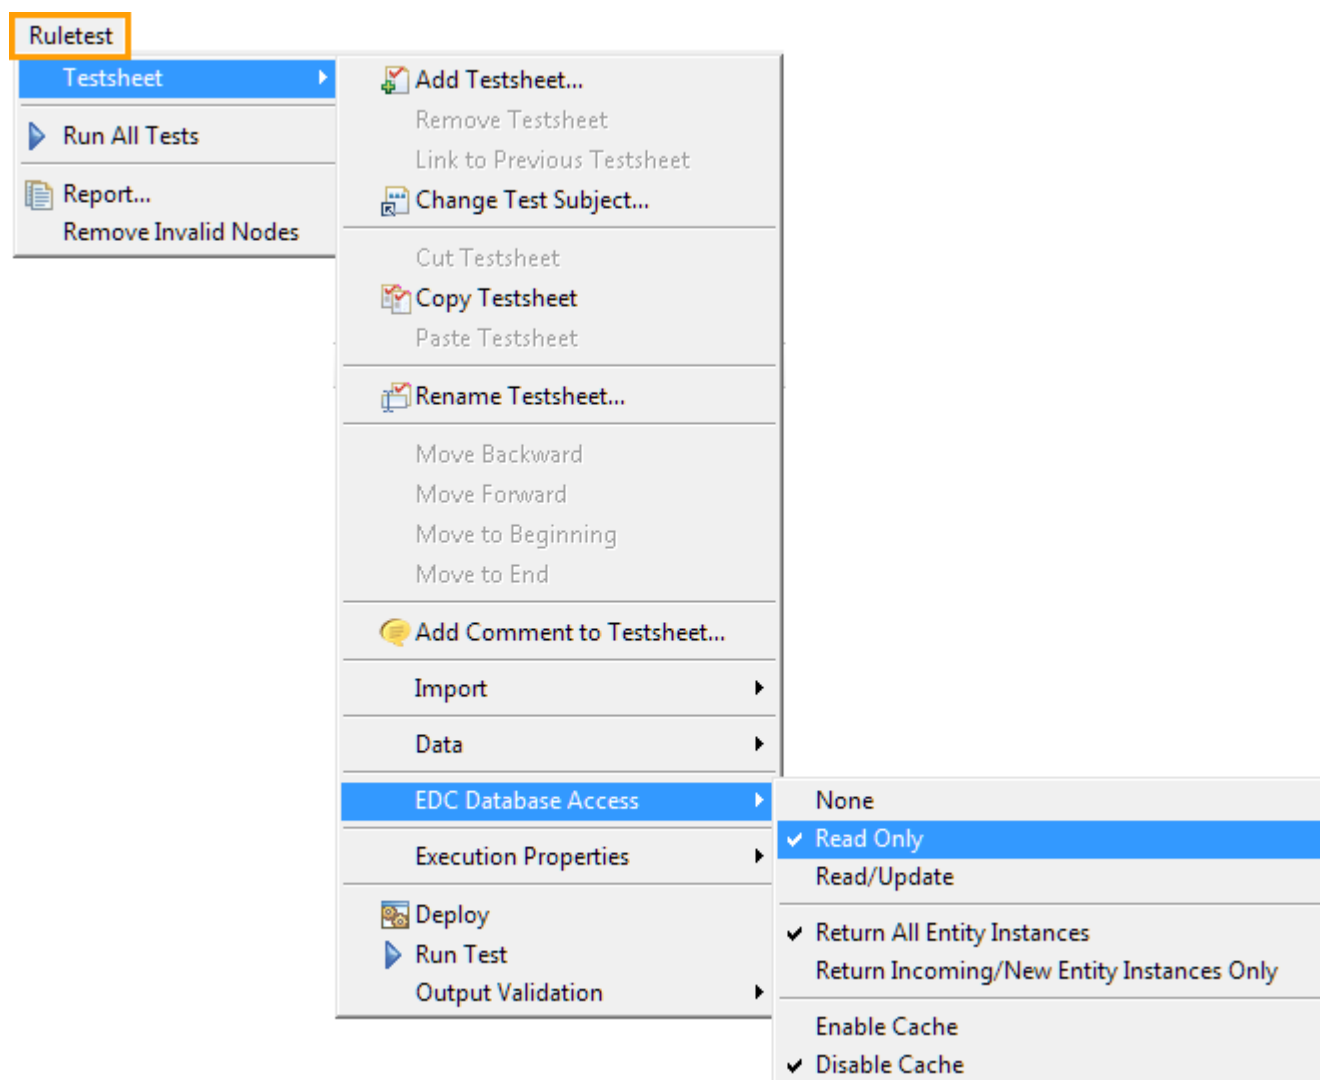 Ruletest
Testsheet
Run All Tests
Report...
Remove Invalid Nodes
Add Testsheet...
Remove Testsheet
Link to Previous Testsheet
Change Test Subject...
Cut Testsheet
Copy Testsheet
Paste Testsheet
Rename Testsheet...
Move Backward
Move Forward
Move to Beginning
Move to End
Add Comment to Testsheet...
Import
Data
EDC Database Access
Execution Properties
Deploy
Run Test
Output Validation
None
Read Only
Read/Update
Return All Entity Instances
Return Incoming/New Entity Instances Only
Enable Cache
Disable Cache